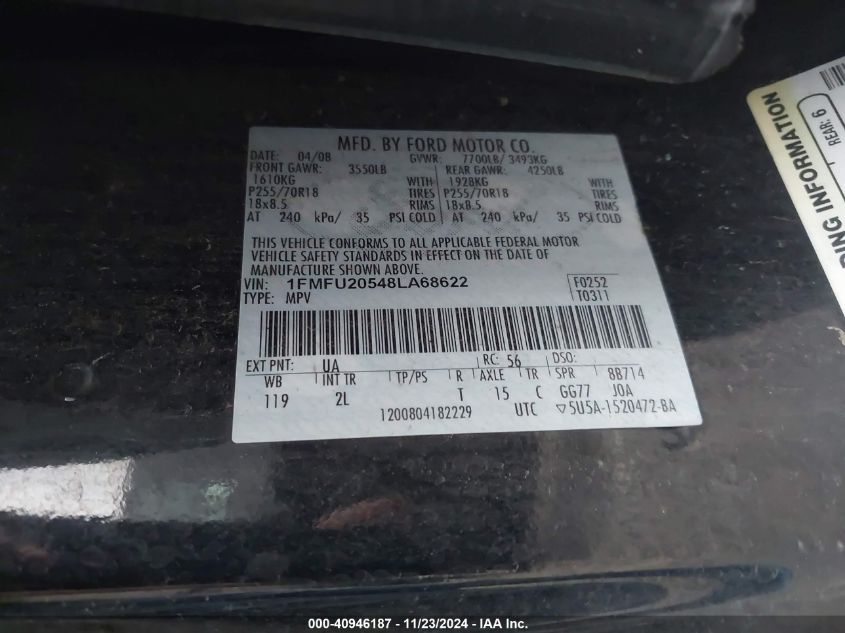 MFD. BY FORD MOTOR CO.
DATE: 04/08 GVWR: 7700LB/ 3493KG
FRONT GAWR: 3550LB REAR GAWR: 4250LB
1610KG WITH 1928KG WITH
P255/70R18 TIRES P255/70R18 TIRES
18x8.5 RIMS 18x8.5 RIMS
AT 240 kPa/ 35 PSI COLD AT 240 kPa/ 35 PSI COLD
THIS VEHICLE CONFORMS TO ALL APPLICABLE FEDERAL MOTOR
VEHICLE SAFETY STANDARDS IN EFFECT ON THE DATE OF
MANUFACTURE SHOWN ABOVE.
VIN: 1FMFU20548LA68622 F0252
TYPE: MPV T0311
EXT PNT: UA RC: 56 DSO:
WB INT TR TP/PS R AXLE TR SPR 8B714
119 2L T 15 C GG77 J0A
1200804182229 UTC ▽5U5A-1520472-BA
DING INFORMATION
REAR: 6
000-40946187 - 11/23/2024 - IAA Inc.